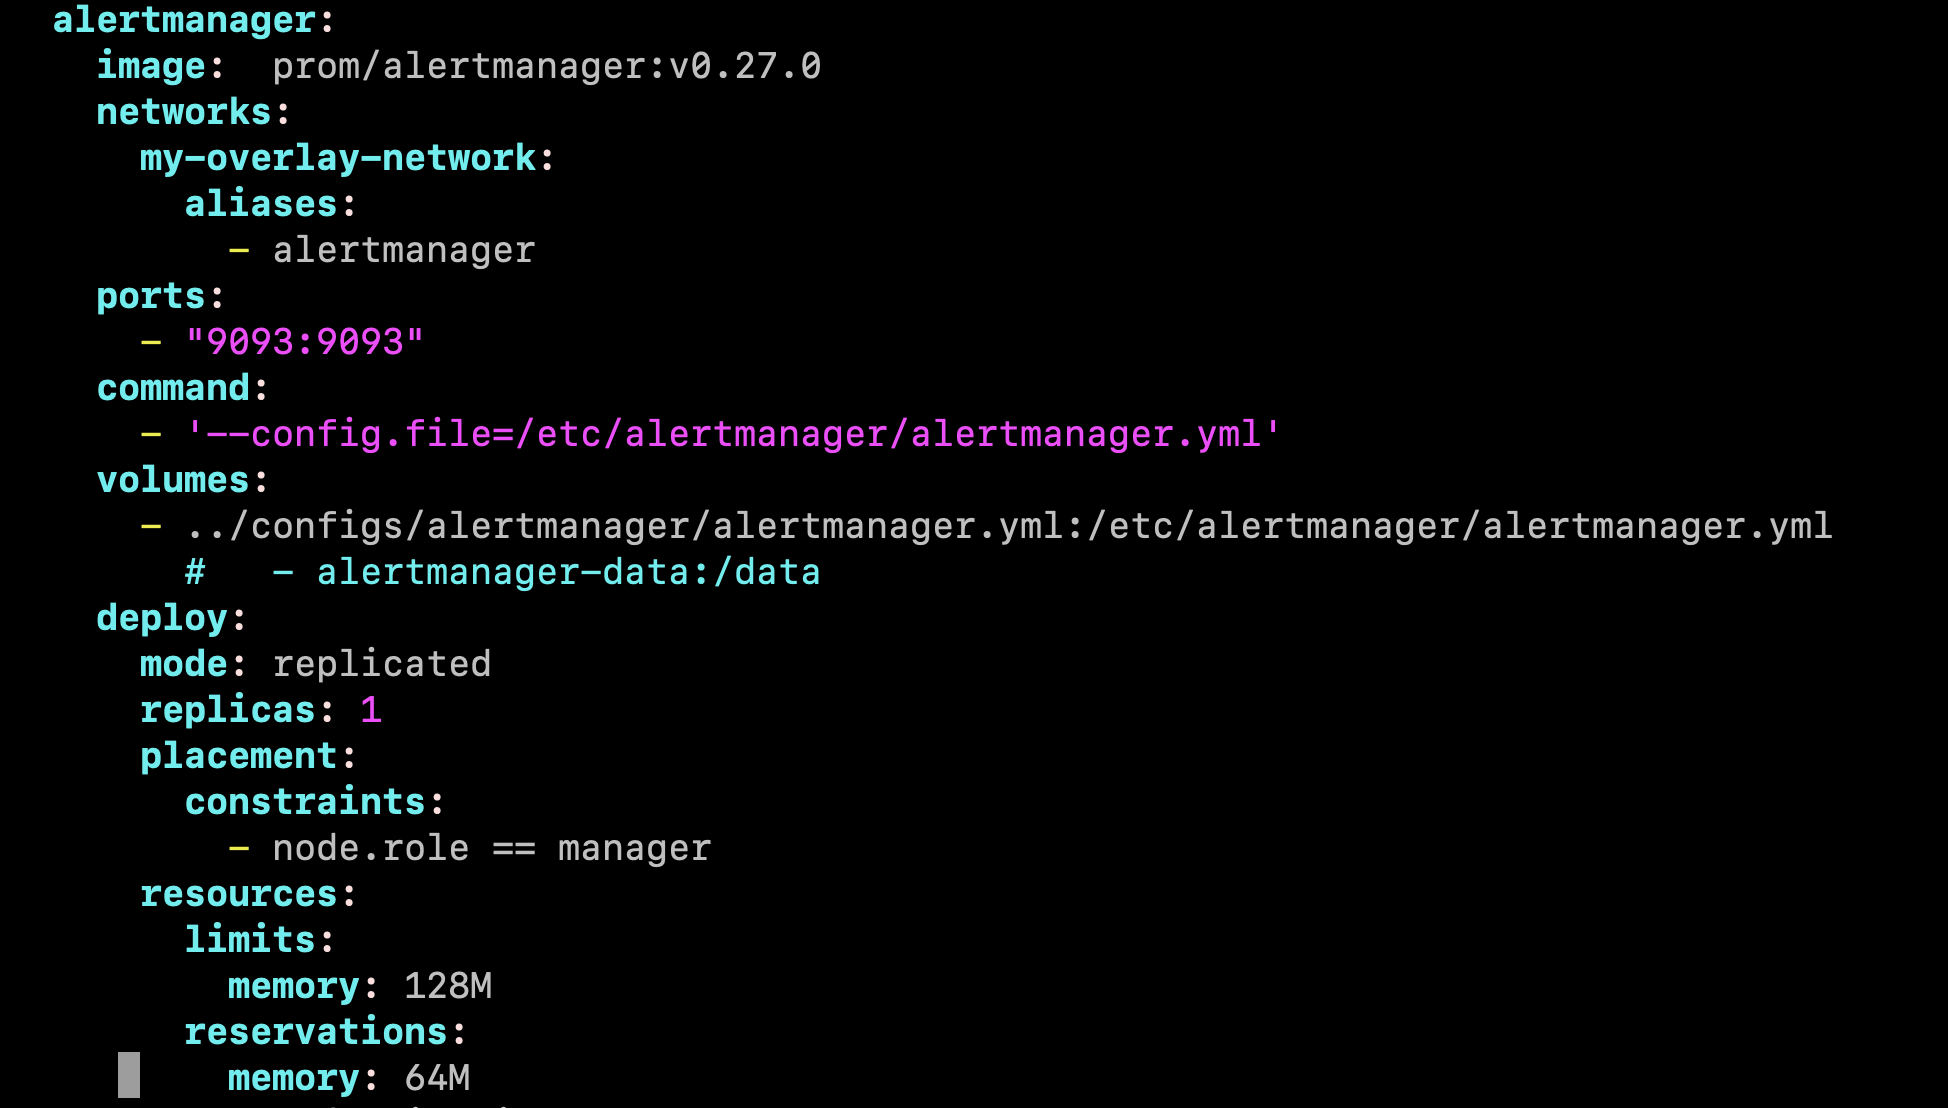 alertmanager:
  image:  prom/alertmanager:v0.27.0
  networks:
    my-overlay-network:
      aliases:
        - alertmanager
  ports:
    - "9093:9093"
  command:
    - '--config.file=/etc/alertmanager/alertmanager.yml'
  volumes:
    - ../configs/alertmanager/alertmanager.yml:/etc/alertmanager/alertmanager.yml
      #   - alertmanager-data:/data
  deploy:
    mode: replicated
    replicas: 1
    placement:
      constraints:
        - node.role == manager
    resources:
      limits:
        memory: 128M
      reservations:
        memory: 64M